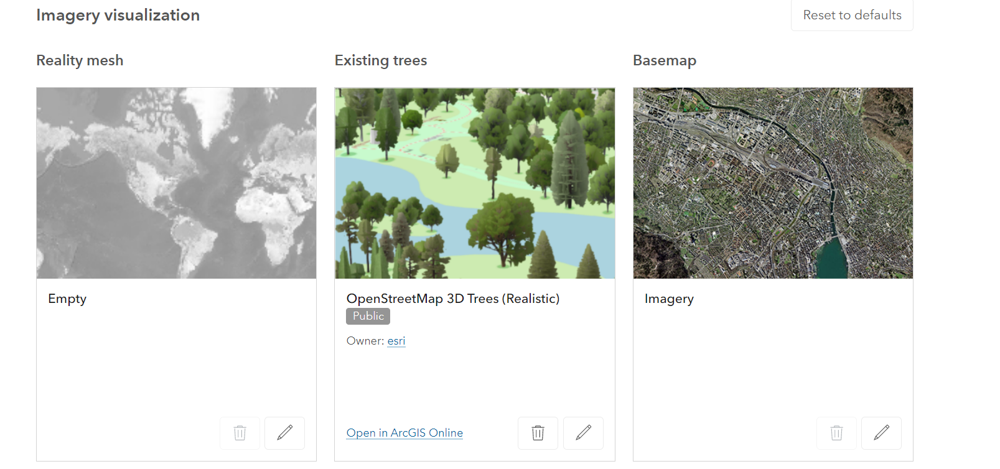 Imagery visualization
Reset to defaults
Reality mesh
Existing trees
Basemap
Empty
OpenStreetMap 3D Trees (Realistic)
Public
Owner: esri
Imagery
Open in ArcGIS Online